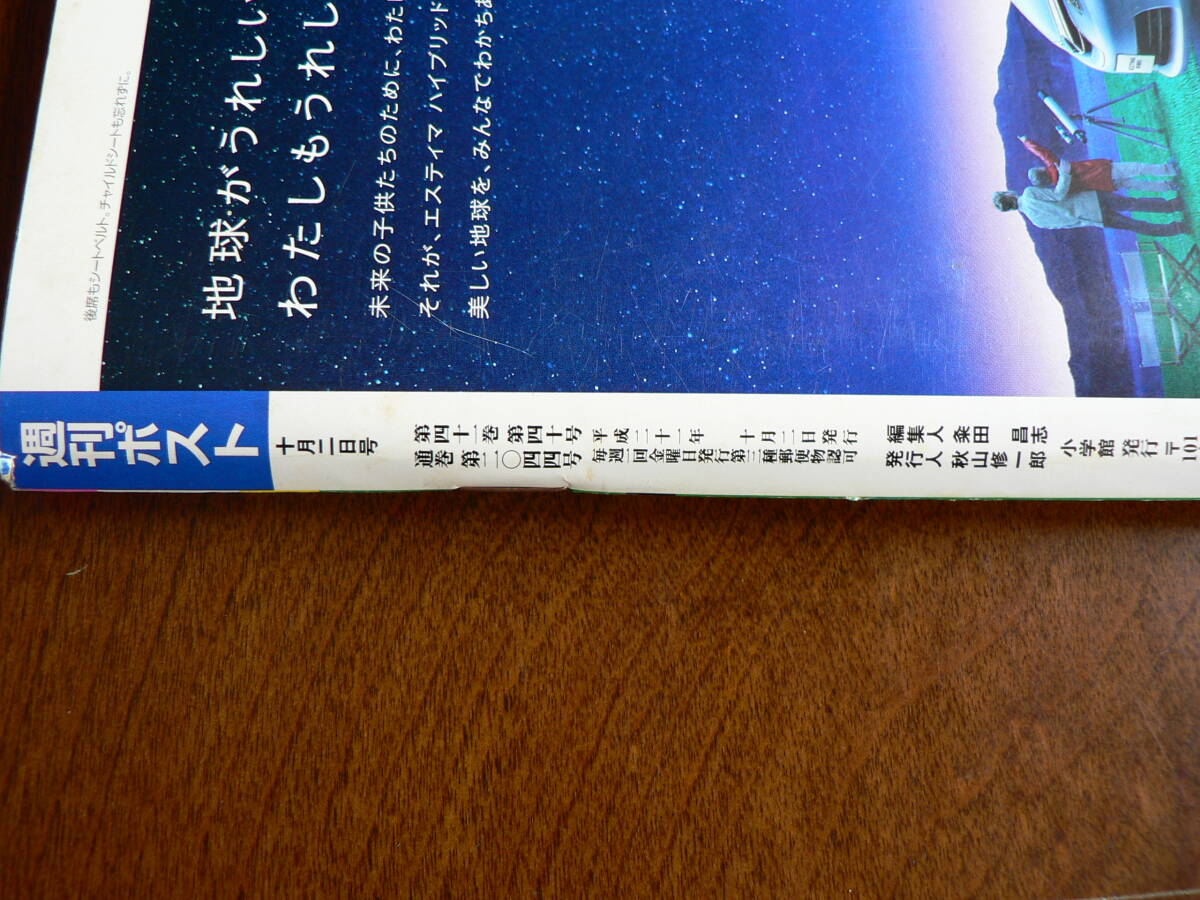 地球がうれしい
わたしもうれし
未来の子供たちのために、わた
それが、エスティマ ハイブリッド
美しい地球を、みんなでわかちあ
後席もシートベルト。チャイルドシートも忘れずに。
週刊ポスト
十月二日号
第四十一巻第四十号
通巻第二〇四四号
平成二十一年 十月二日発行
毎週一回金曜日発行第三種郵便物認可
編集人 粂田 昌志
発行人 秋山修一郎
小学館 発行
〒101